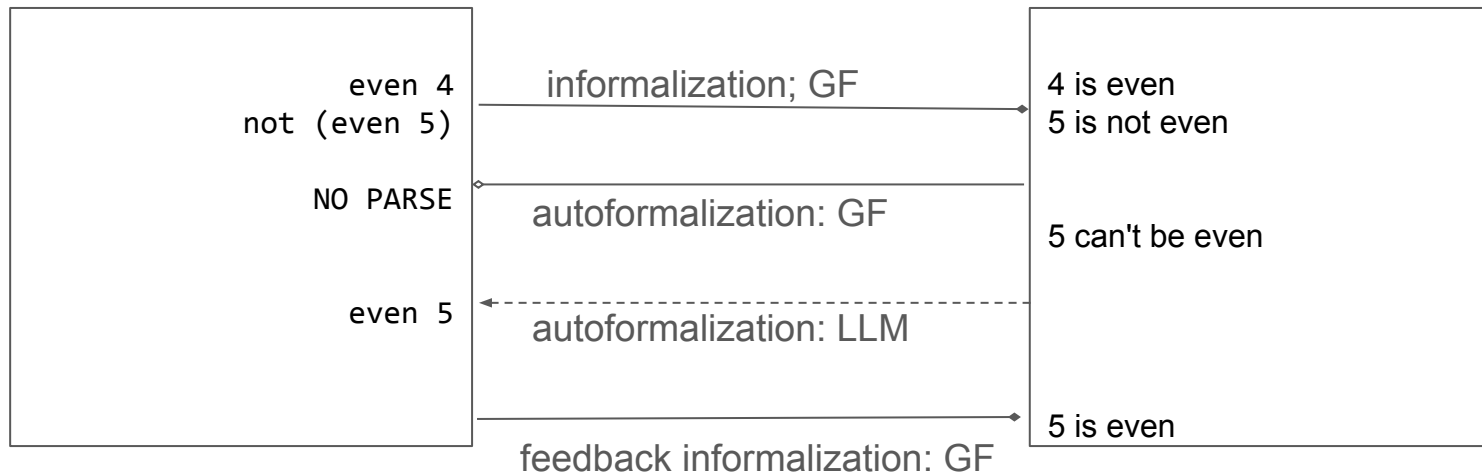 even 4
not (even 5)
informalization; GF
4 is even
5 is not even
NO PARSE
autoformalization: GF
5 can't be even
even 5
autoformalization: LLM
5 is even
feedback informalization: GF